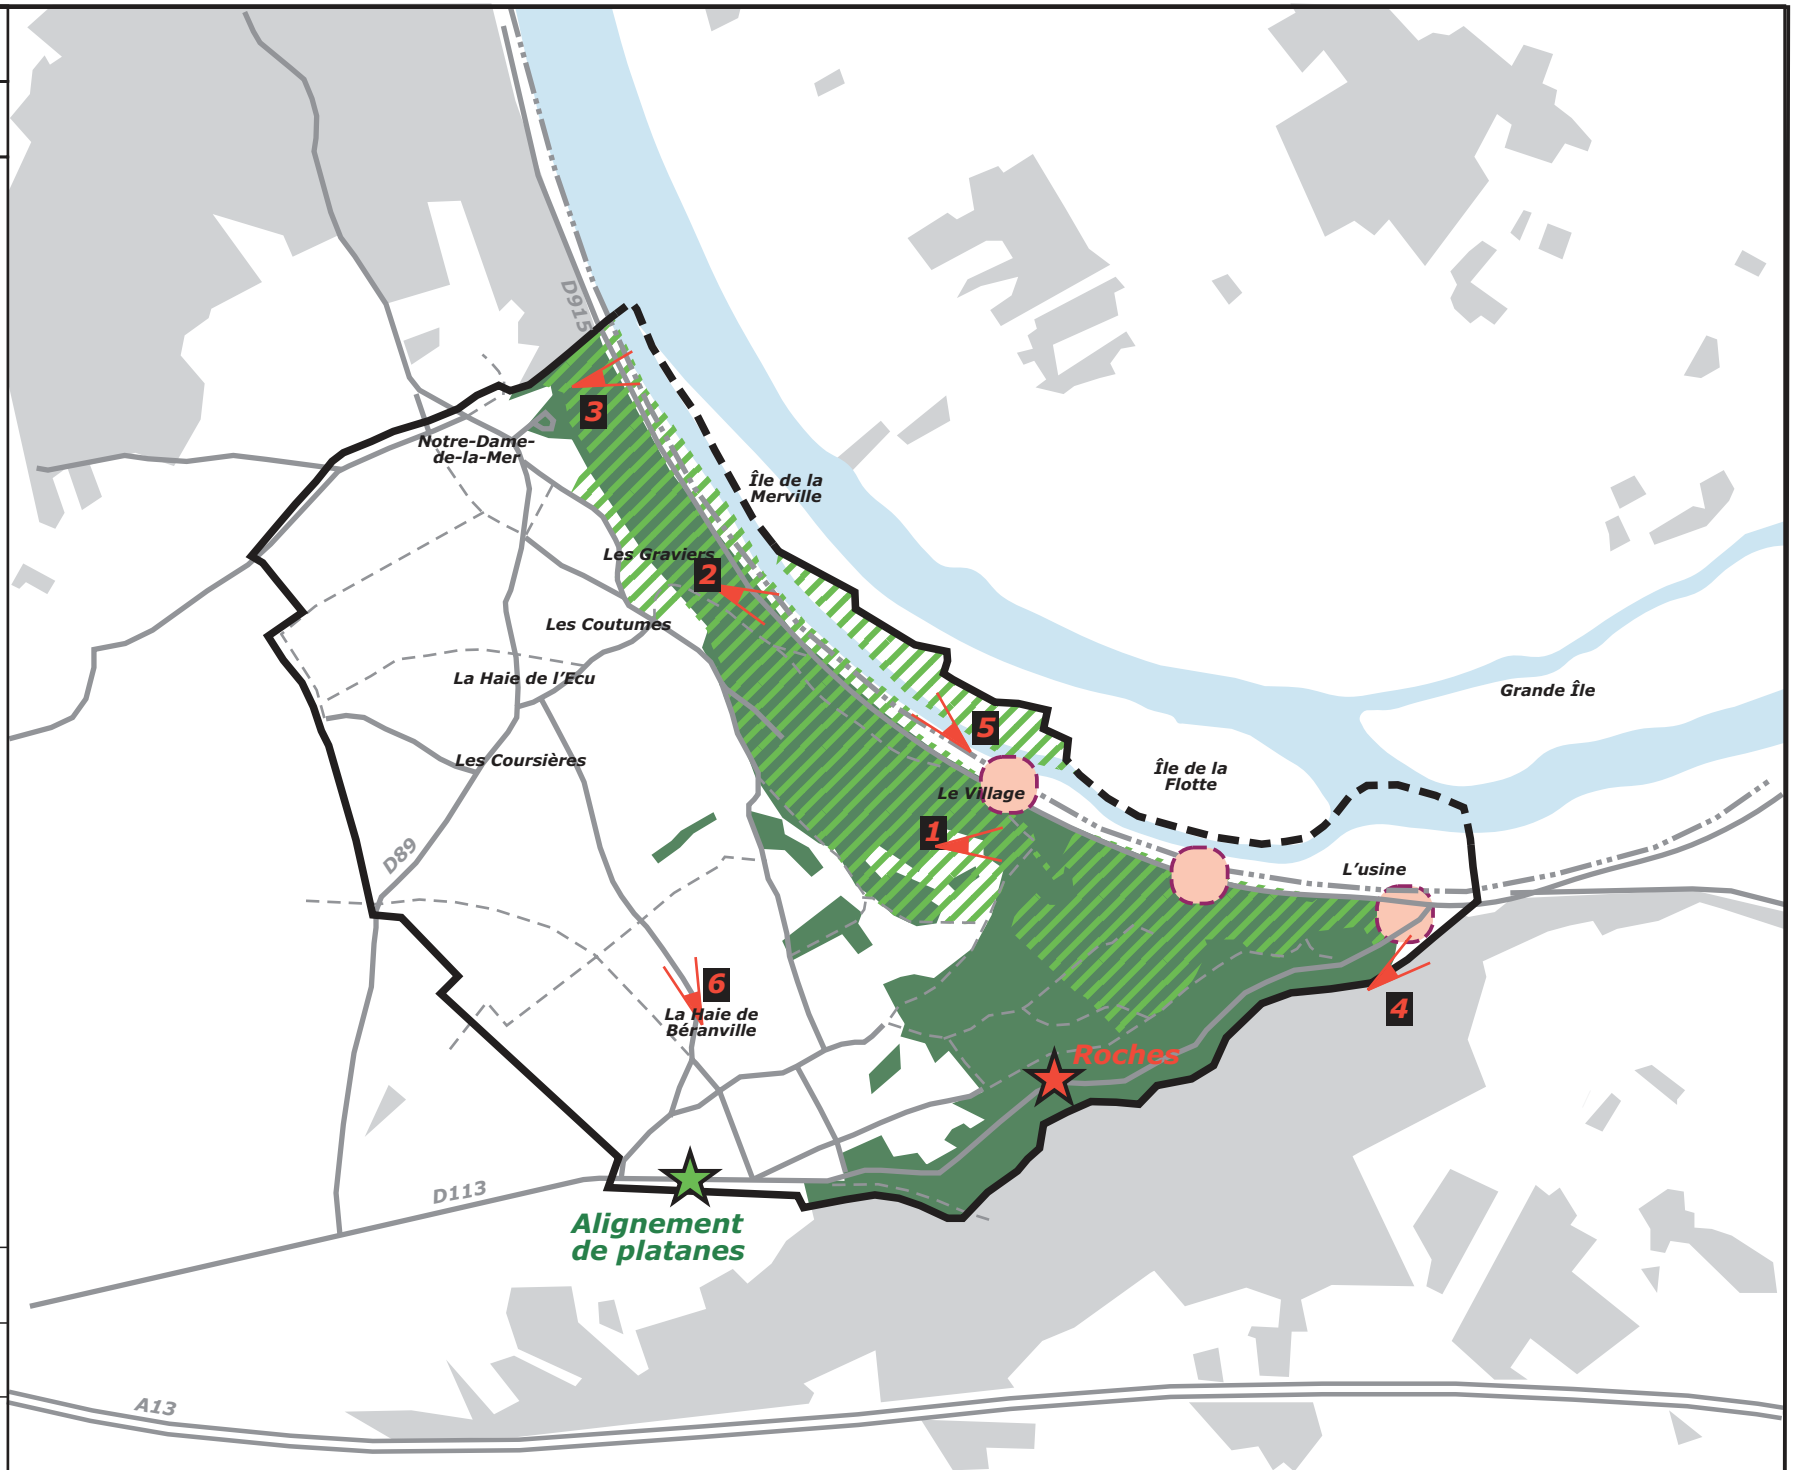 D915
3
Notre-Dame-
de-la-Mer
Île de la
Merville
Les Graviers
2
Les Coutumes
La Haie de l’Ecu
Grande Île
5
Les Coursières
Île de la
Flotte
Le Village
1
D89
L’usine
6
4
La Haie de
Béranville
Roches
D113
Alignement
de platanes
A13